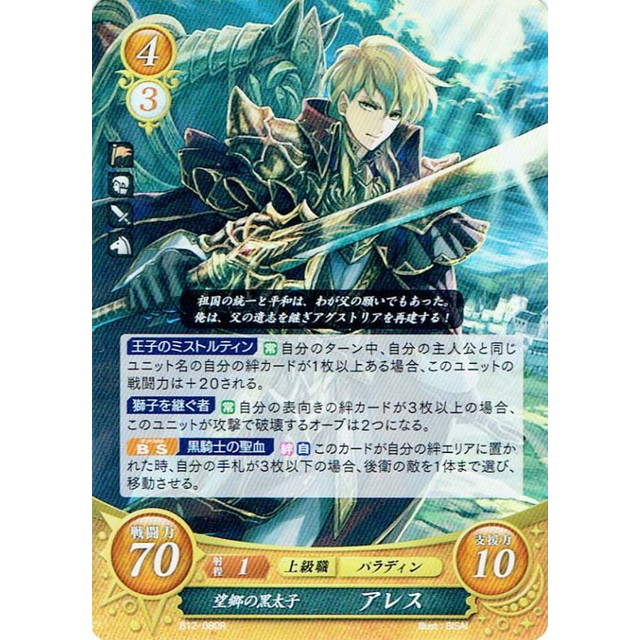 4
3
祖国の統一と平和は、わが父の願いでもあった。
俺は、父の遺志を継ぎアグストリアを再建する!
王子のミストルティン 常 自分のターン中、自分の主人公と同じ
ユニット名の自分の絆カードが1枚以上ある場合、このユニットの
戦闘力は+20される。
獅子を継ぐ者 常 自分の表向きの絆カードが3枚以上の場合、
このユニットが攻撃で破壊するオーブは2つになる。
BS 黒騎士の聖血 絆 自 このカードが自分の絆エリアに置か
れた時、自分の手札が3枚以下の場合、後衛の敵を1体まで選び、
移動させる。
戦闘力
70
射程 1 上級職 パラディン
支援力
10
望郷の黒太子 アレス
B12-080R
Illust:BISAI